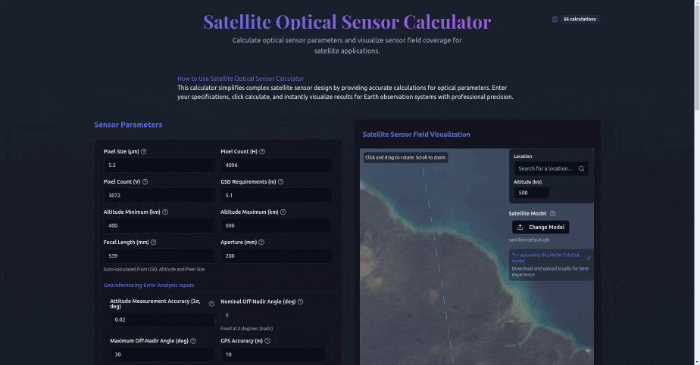 Satellite Optical Sensor Calculator
56 calculations
Calculate optical sensor parameters and visualize sensor field coverage for
satellite applications.
How to Use Satellite Optical Sensor Calculator
This calculator simplifies complex satellite sensor design by providing accurate calculations for optical parameters. Enter
your specifications, click calculate, and instantly visualize results for Earth observation systems with professional precision.
Sensor Parameters
Pixel Size (µm)
Pixel Count (H)
5.5
4096
Pixel Count (V)
GSD Requirements (m)
3072
5.1
Altitude Minimum (km)
Altitude Maximum (km)
400
600
Focal Length (mm)
Aperture (mm)
539
200
Auto-calculated from GSD, Altitude and Pixel Size
Georeferencing Error Analysis Inputs
Attitude Measurement Accuracy (3σ,
deg)
Nominal Off-Nadir Angle (deg)
0.02
0
Fixed at 0 degrees (nadir)
Maximum Off-Nadir Angle (deg)
GPS Accuracy (m)
30
10
Satellite Sensor Field Visualization
Click and drag to rotate. Scroll to zoom.
Location
Search for a location...
Altitude (km)
500
Satellite Model
Change Model
satellite-default.glb
Try uploading the NASA CubeSat
model
Download and upload locally for best
experience